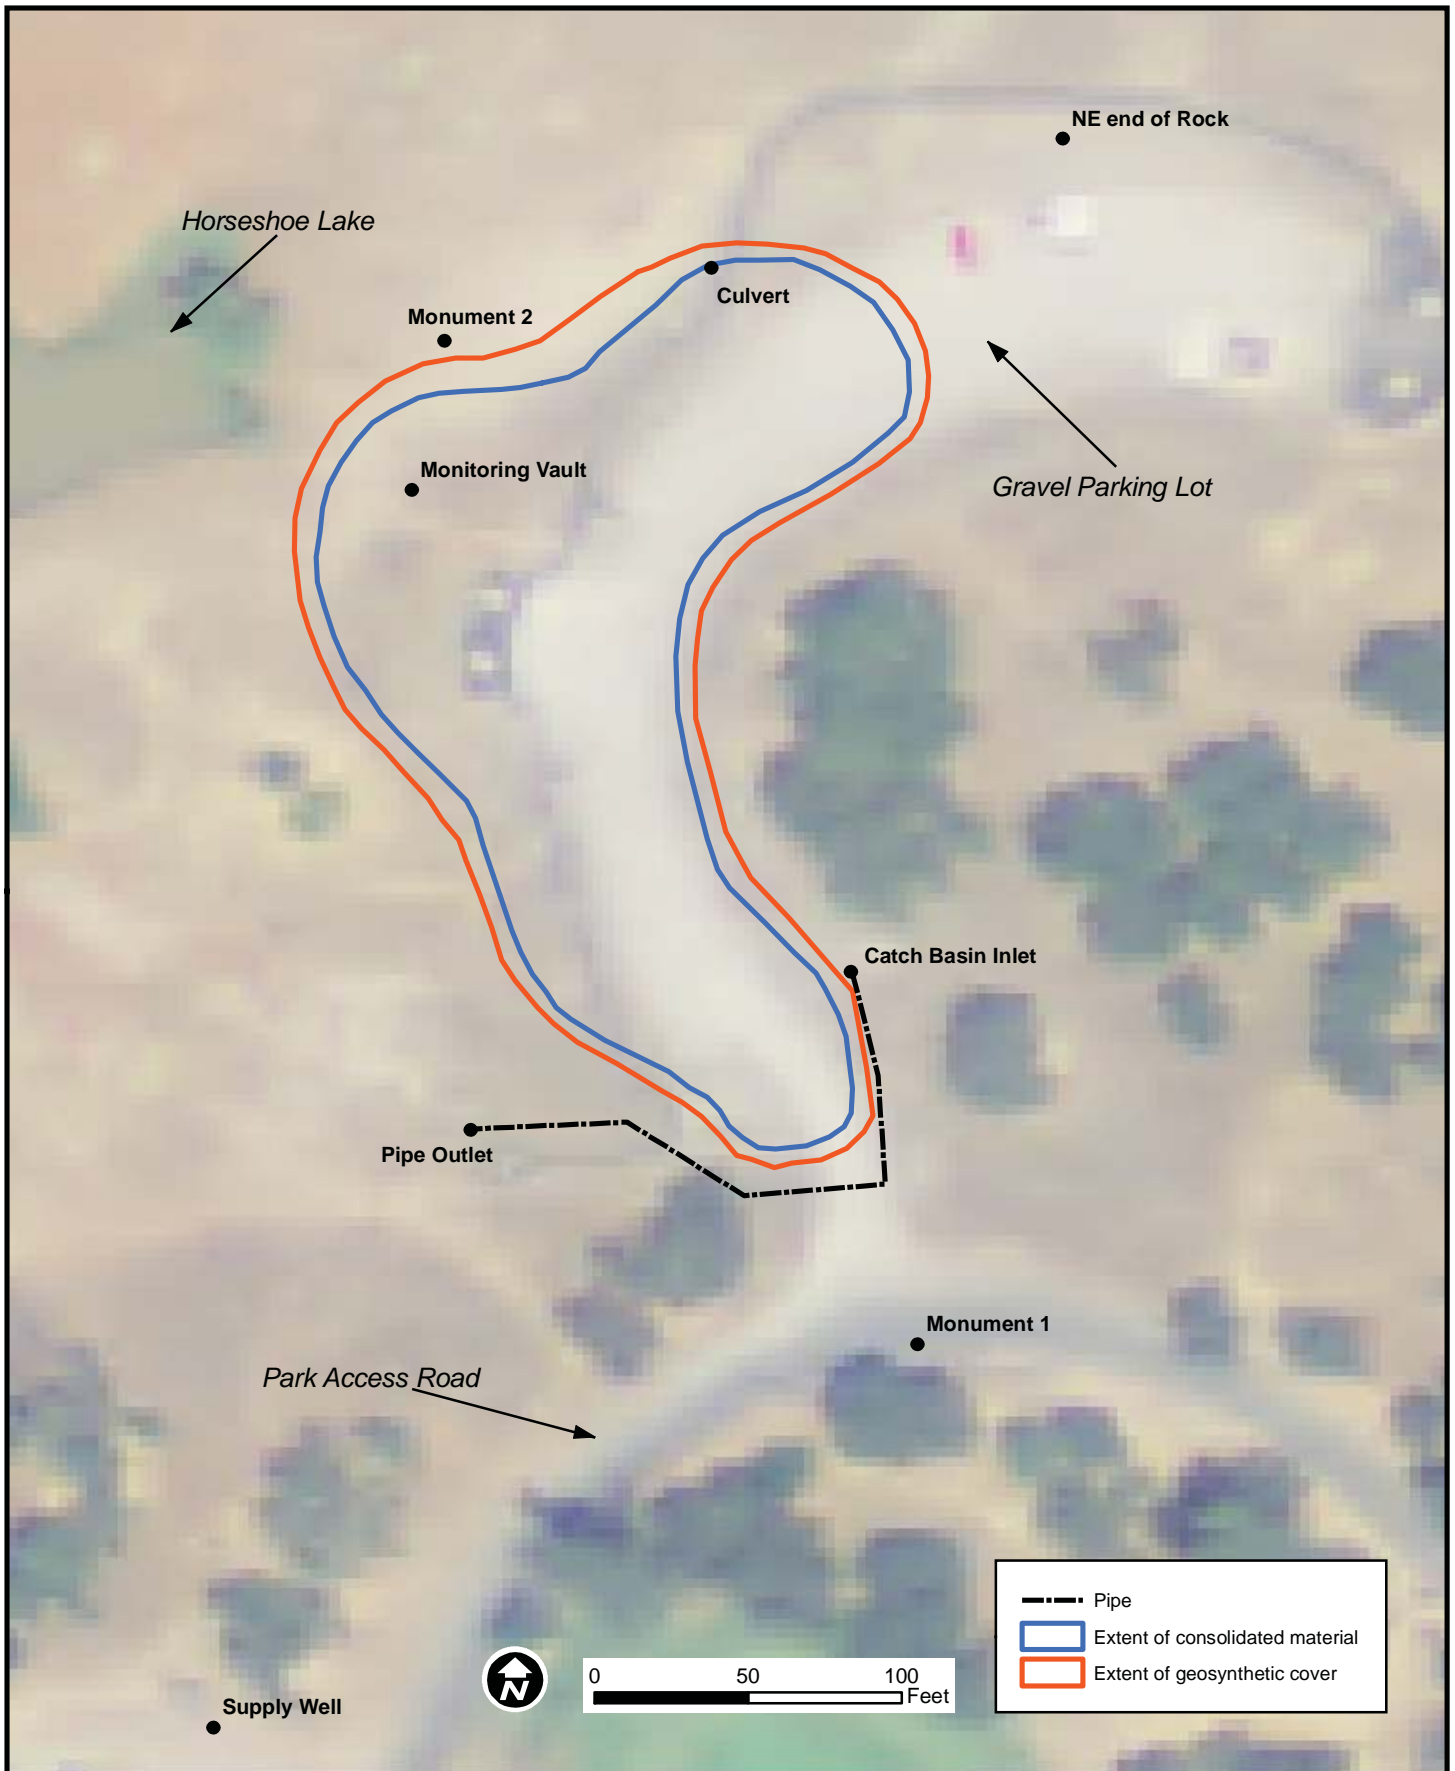 NE end of Rock
Horseshoe Lake
Culvert
Monument 2
Monitoring Vault
Gravel Parking Lot
Catch Basin Inlet
Pipe Outlet
Monument 1
Park Access Road
Pipe
Extent of consolidated material
Extent of geosynthetic cover
N
0 50 100
Feet
Supply Well